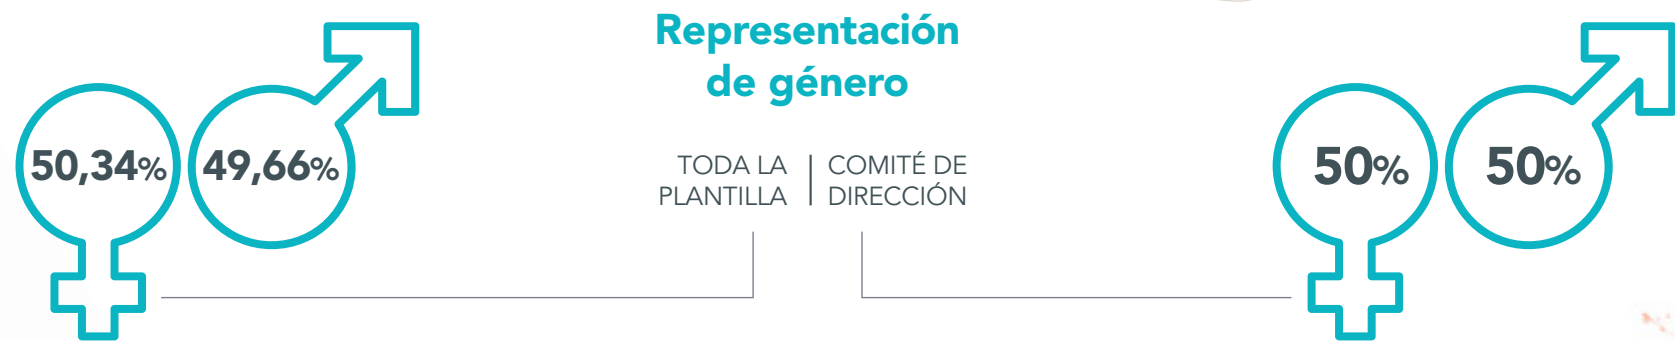 Representación
de género
50,34%
49,66%
TODA LA
PLANTILLA
COMITÉ DE
DIRECCIÓN
50%
50%